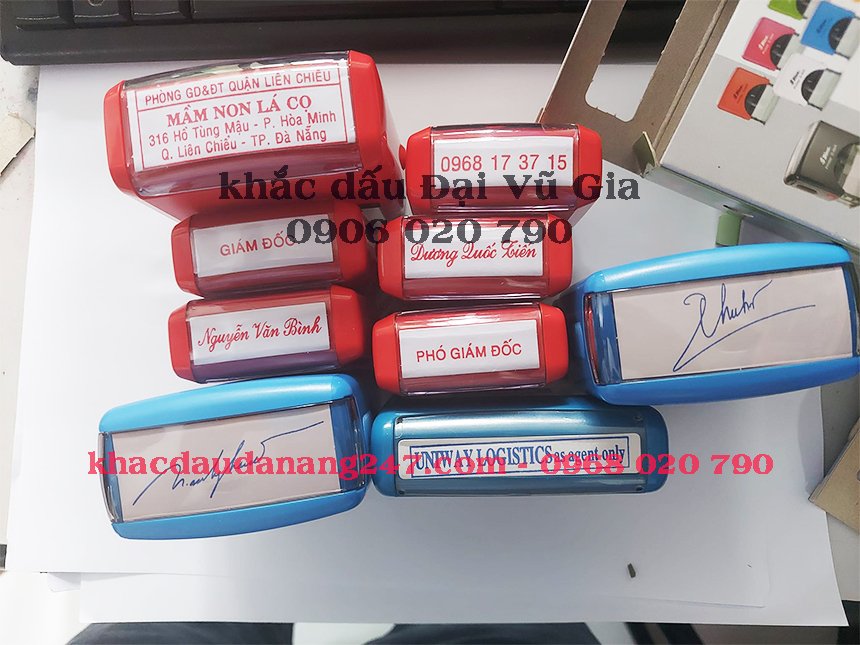 PHÒNG GD&ĐT QUẬN LIÊN CHIỂU
MẦM NON LÁ CỌ
316 Hồ Tùng Mậu - P. Hòa Minh
Q. Liên Chiểu - TP. Đà Nẵng
0968 17 37 15
khắc dấu Đại Vũ Gia
0906 020 790
GIÁM ĐỐC
Dương Quốc Tiến
Nguyễn Văn Bình
PHÓ GIÁM ĐỐC
UNIWAY LOGISTICS as agent only
khacdaudanang247.com - 0968 020 790